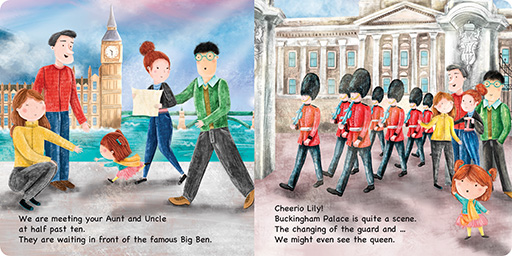 We are meeting your Aunt and Uncle
at half past ten.
They are waiting in front of the famous Big Ben.
Cheerio Lily!
Buckingham Palace is quite a scene.
The changing of the guard and ...
We might even see the queen.